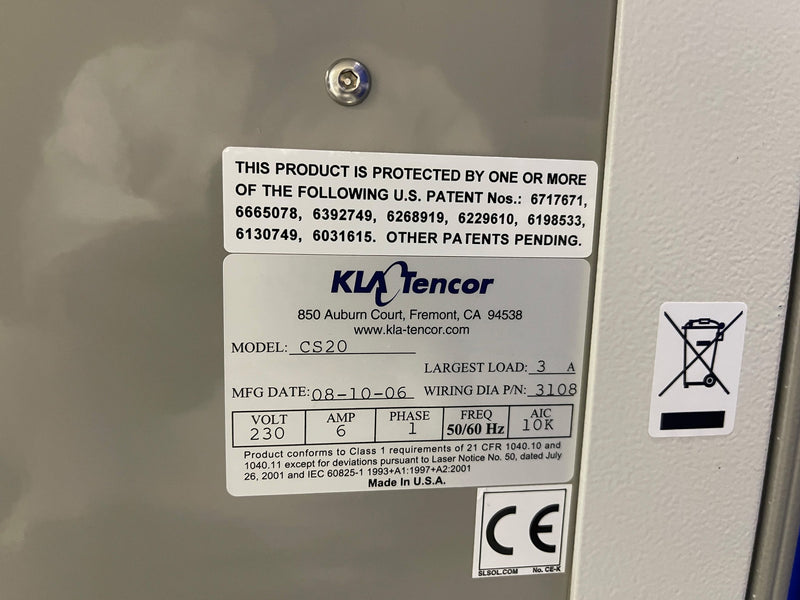 THIS PRODUCT IS PROTECTED BY ONE OR MORE
OF THE FOLLOWING U.S. PATENT Nos.: 6717671,
6665078, 6392749, 6268919, 6229610, 6198533,
6130749, 6031615. OTHER PATENTS PENDING.
KLA Tencor
850 Auburn Court, Fremont, CA 94538
www.kla-tencor.com
MODEL: CS20
LARGEST LOAD: 3 A
MFG DATE: 08-10-06 WIRING DIA P/N: 3108
VOLT AMP PHASE FREQ AIC
230 6 1 50/60 Hz 10K
Product conforms to Class 1 requirements of 21 CFR 1040.10 and
1040.11 except for deviations pursuant to Laser Notice No. 50, dated July
26, 2001 and IEC 60825-1 1993+A1:1997+A2:2001
Made In U.S.A.
CE
SLSOL.COM No. CE-K